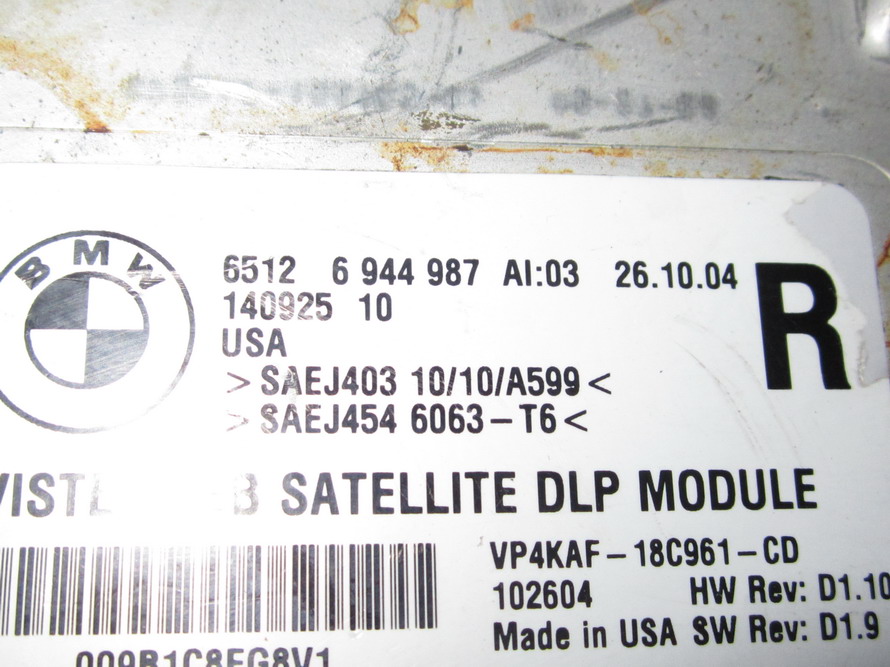 BMW
6512 6 944 987 AI:03 26.10.04
R
140925 10
USA
>SAEJ403 10/10/A599<
>SAEJ454 6063-T6<
SATELLITE DLP MODULE
VP4KAF-18C961-CD
102604 HW Rev: D1.10
Made in USA SW Rev: D1.9